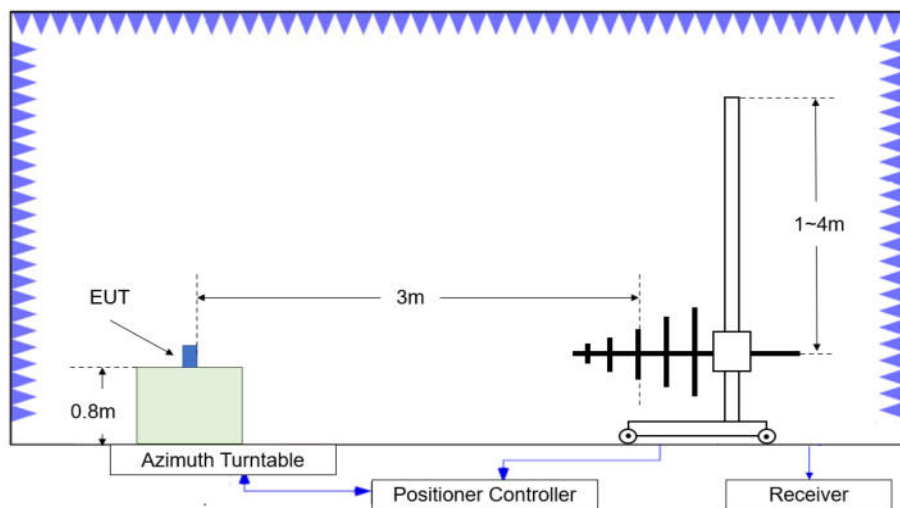 EUT
3m
1~4m
0.8m
Azimuth Turntable
Positioner Controller
Receiver